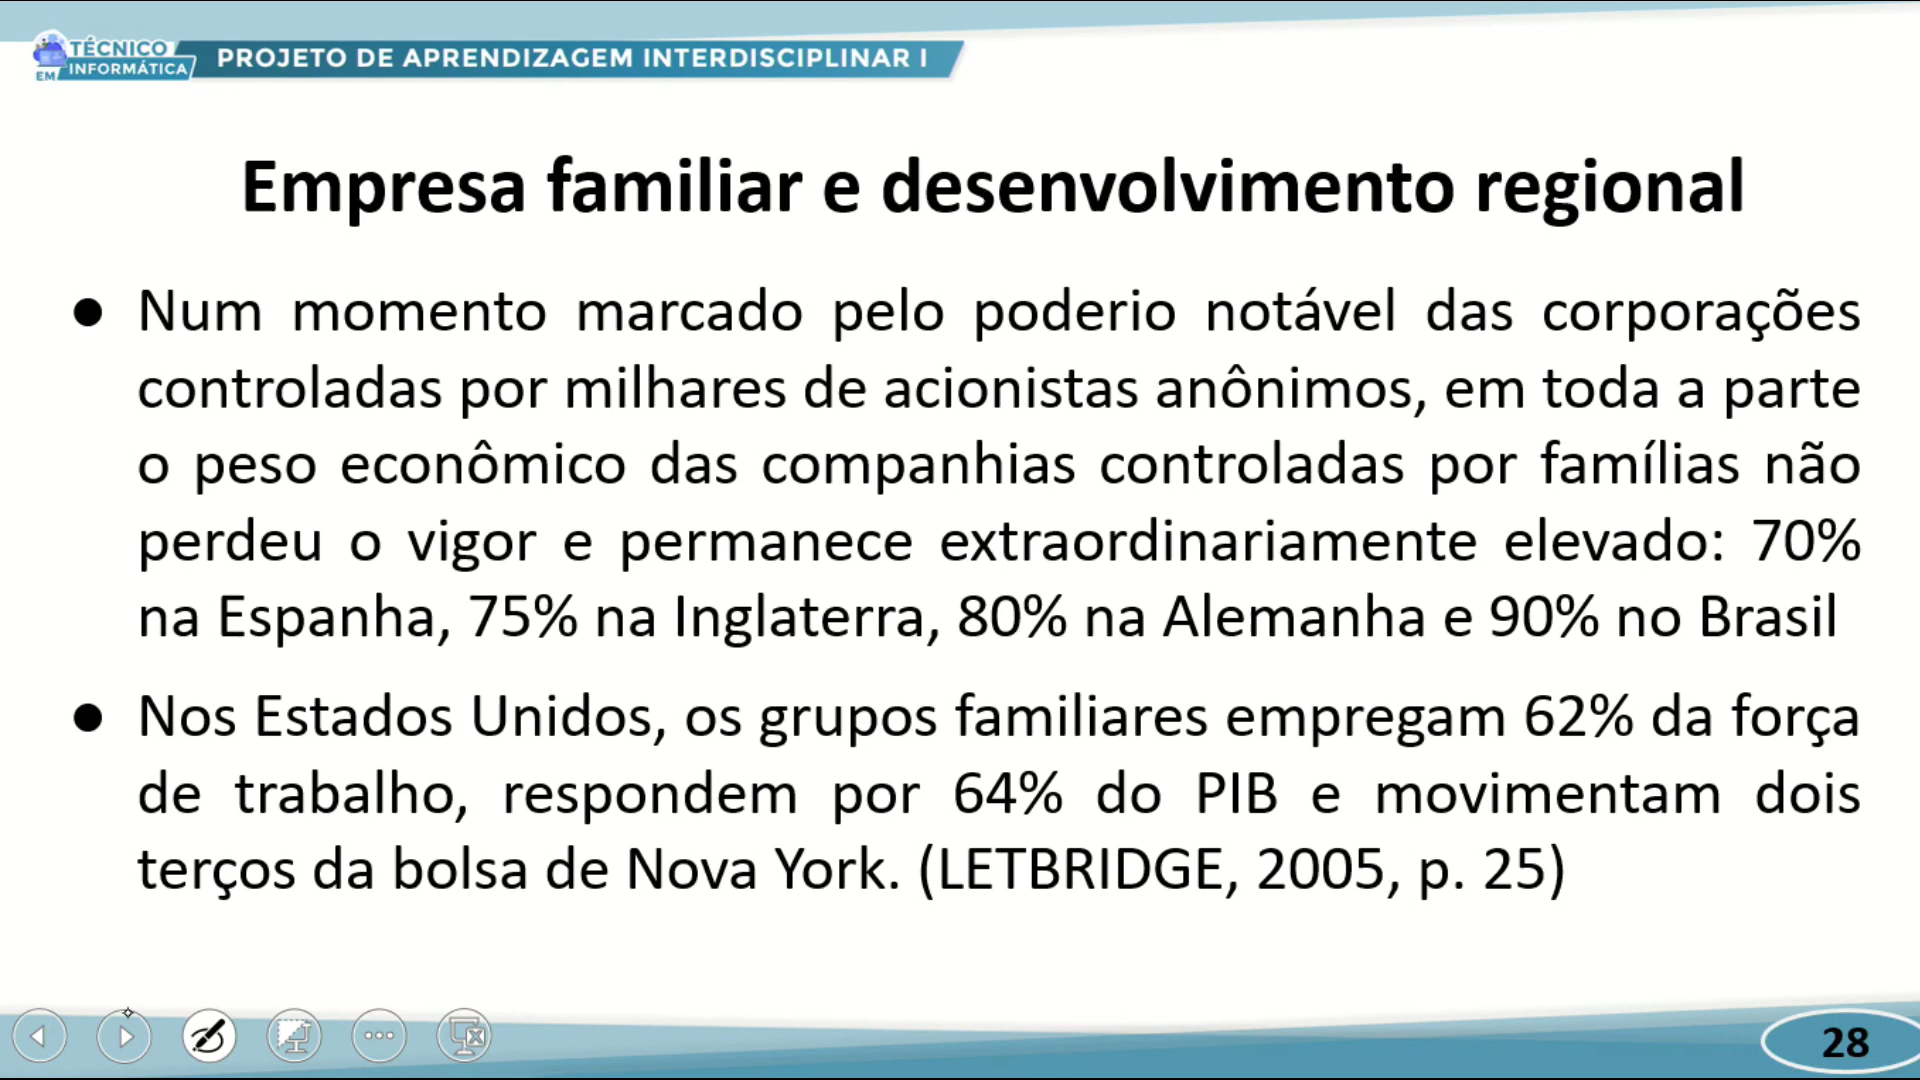 TÉCNICO
EM INFORMÁTICA
PROJETO DE APRENDIZAGEM INTERDISCIPLINAR I
Empresa familiar e desenvolvimento regional
● Num momento marcado pelo poderio notável das corporações
controladas por milhares de acionistas anônimos, em toda a parte
o peso econômico das companhias controladas por famílias não
perdeu o vigor e permanece extraordinariamente elevado: 70%
na Espanha, 75% na Inglaterra, 80% na Alemanha e 90% no Brasil
● Nos Estados Unidos, os grupos familiares empregam 62% da força
de trabalho, respondem por 64% do PIB e movimentam dois
terços da bolsa de Nova York. (LETBRIDGE, 2005, p. 25)
28